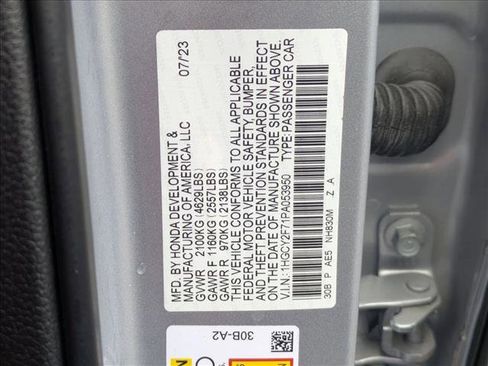 MFD. BY HONDA DEVELOPMENT & 07/23
MANUFACTURING OF AMERICA, LLC
GVWR 2100KG(4629LBS)
GAWR F 1160KG(2557LBS)
GAWR R 970KG(2138LBS)
THIS VEHICLE CONFORMS TO ALL APPLICABLE
FEDERAL MOTOR VEHICLE SAFETY, BUMPER,
AND THEFT PREVENTION STANDARDS IN EFFECT
ON THE DATE OF MANUFACTURE SHOWN ABOVE.
V.I.N.: 1HGCY2F71PA053950 TYPE: PASSENGER CAR
30B P AE5 NH830M Z .A
30B-A2